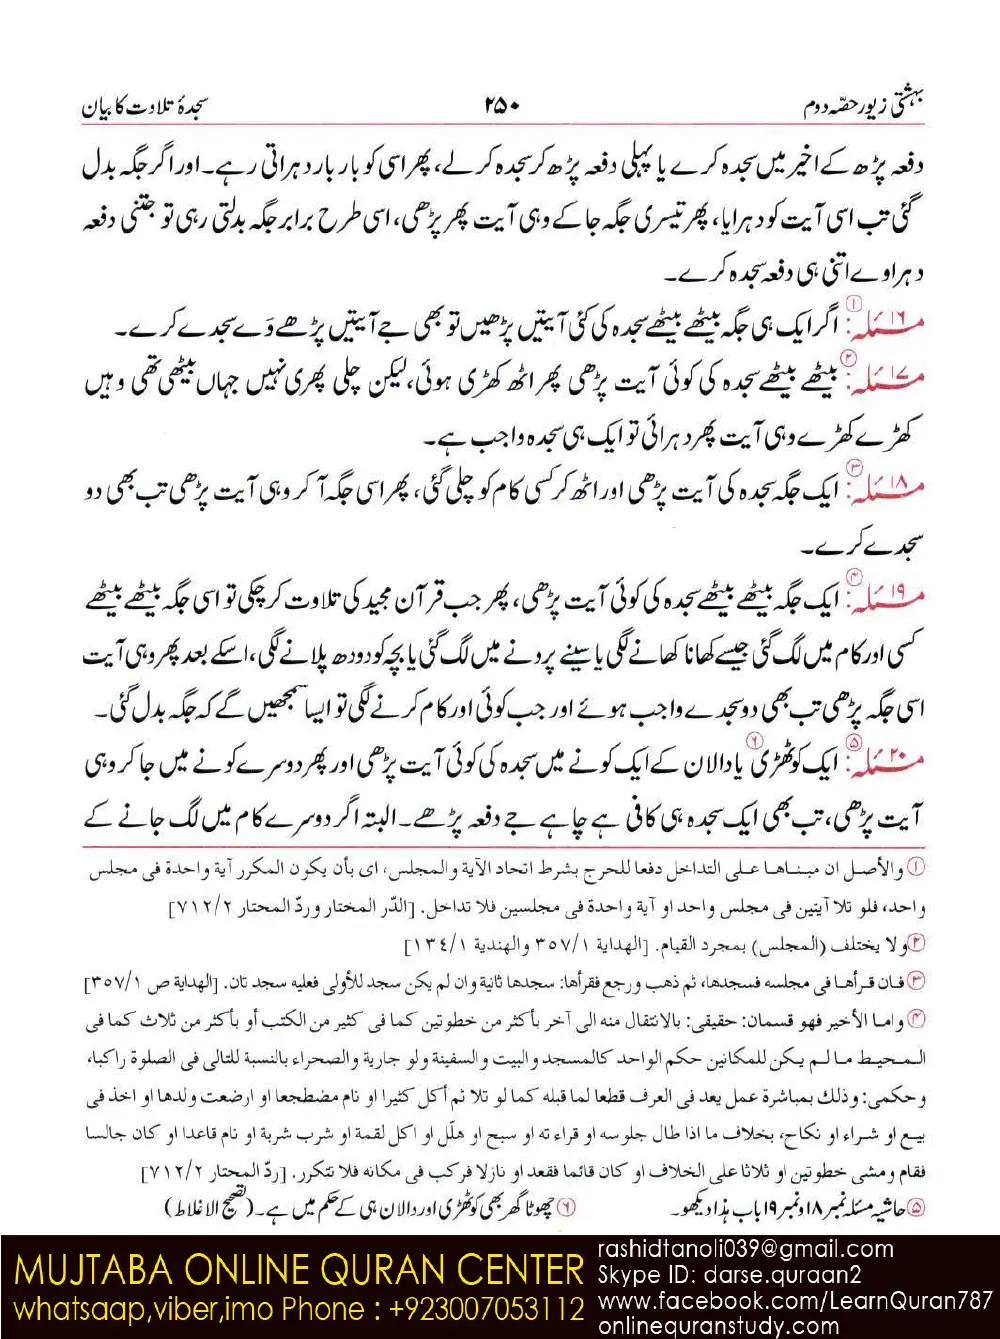 بہشتی زیور حصّہ دوم ۲۵۰ سجدۂ تلاوت کا بیان
دفعہ پڑھ کے اخیر میں سجدہ کرے یا پہلی دفعہ پڑھ کر سجدہ کر لے، پھر اسی کو بار بار دہراتی رہے۔ اور اگر جگہ بدل
گئی تب اسی آیت کو دہرایا، پھر تیسری جگہ جا کے وہی آیت پھر پڑھی، اسی طرح برابر جگہ بدلتی رہی تو جتنی دفعہ
دہراوے اتنی ہی دفعہ سجدہ کرے۔
مسئلہ ۱۶: ① اگر ایک ہی جگہ بیٹھے بیٹھے سجدہ کی کئی آیتیں پڑھیں تو بھی جے آیتیں پڑھے وَے سجدے کرے۔
مسئلہ ۱۷: ② بیٹھے بیٹھے سجدہ کی کوئی آیت پڑھی پھر اٹھ کھڑی ہوئی، لیکن چلی پھری نہیں جہاں بیٹھی تھی وہیں
کھڑے کھڑے وہی آیت پھر دہرائی تو ایک ہی سجدہ واجب ہے۔
مسئلہ ۱۸: ③ ایک جگہ سجدہ کی آیت پڑھی اور اٹھ کر کسی کام کو چلی گئی، پھر اسی جگہ آ کر وہی آیت پڑھی تب بھی دو
سجدے کرے۔
مسئلہ ۱۹: ④ ایک جگہ بیٹھے بیٹھے سجدہ کی کوئی آیت پڑھی، پھر جب قرآن مجید کی تلاوت کر چکی تو اسی جگہ بیٹھے بیٹھے
کسی اور کام میں لگ گئی جیسے کھانا کھانے لگی یا سینے پرونے میں لگ گئی یا بچہ کو دودھ پلانے لگی، اسکے بعد پھر وہی آیت
اسی جگہ پڑھی تب بھی دو سجدے واجب ہوئے اور جب کوئی اور کام کرنے لگی تو ایسا سمجھیں گے کہ جگہ بدل گئی۔
مسئلہ ۲۰: ⑤ ایک کوٹھڑی ⑥ یا دالان کے ایک کونے میں سجدہ کی کوئی آیت پڑھی اور پھر دوسرے کونے میں جا کر وہی
آیت پڑھی، تب بھی ایک سجدہ ہی کافی ہے چاہے جے دفعہ پڑھے۔ البتہ اگر دوسرے کام میں لگ جانے کے
① والأصل ان مبناها على التداخل دفعا للحرج بشرط اتحاد الآية والمجلس، اى بأن يكون المكرر آية واحدة فى مجلس
واحد، فلو تلا آيتين فى مجلس واحد او آية واحدة فى مجلسين فلا تداخل. [الدّر المختار وردّ المحتار ۷۱۲/۲]
② ولا يختلف (المجلس) بمجرد القيام. [الهداية ۳۵۷/۱ والهندية ۱۳٤/۱]
③ فان قرأها فى مجلسه فسجدها، ثم ذهب ورجع فقرأها: سجدها ثانية وان لم يكن سجد للأولى فعليه سجد تان. [الهداية ص ۳۵۷/۱]
④ واما الأخير فهو قسمان: حقيقى: بالانتقال منه الى آخر بأكثر من خطوتين كما فى كثير من الكتب أو بأكثر من ثلاث كما فى
المحيط ما لم يكن للمكانين حكم الواحد كالمسجد والبيت والسفينة ولو جارية والصحراء بالنسبة للتالى فى الصلوة راكبا،
وحكمى: وذلك بمباشرة عمل يعد فى العرف قطعا لما قبله كما لو تلا ثم أكل كثيرا او نام مضطجعا او ارضعت ولدها او اخذ فى
بيع او شراء او نكاح، بخلاف ما اذا طال جلوسه او قراء ته او سبح او هلّل او اكل لقمة او شرب شربة او نام قاعدا او كان جالسا
فقام ومشى خطوتين او ثلاثا على الخلاف او كان قائما فقعد او نازلا فركب فى مكانه فلا تتكرر. [ردّ المحتار ۷۱۲/۲]
⑤ حاشیہ مسئلہ نمبر ۱۸ ونمبر ۱۹ باب ہذا دیکھو۔ ⑥ چھوٹا گھر بھی کوٹھڑی اور دالان ہی کے حکم میں ہے۔ (تصحیح الاغلاط)
MUJTABA ONLINE QURAN CENTER
whatsaap,viber,imo Phone : +923007053112
rashidtanoli039@gmail.com
Skype ID: darse.quraan2
www.facebook.com/LearnQuran787
onlinequranstudy.com